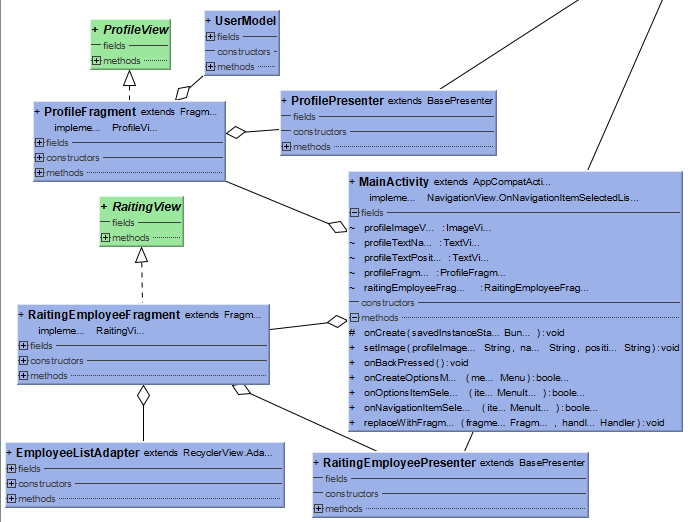 + ProfileView
fields
methods
+ UserModel
fields
constructors
methods
+ ProfileFragment extends Fragm...
impleme... ProfileVi...
fields
constructors
methods
+ ProfilePresenter extends BasePresenter
fields
constructors
methods
+ RaitingView
fields
methods
+ MainActivity extends AppCompatActi...
impleme... NavigationView.OnNavigationItemSelectedLis...
fields
~ profileImageV... :ImageVi...
~ profileTextNa... :TextVi...
~ profileTextPosit... :TextVi...
~ profileFragm... :ProfileFragm...
~ raitingEmployeeFrag... :RaitingEmployeeFrag...
constructors
methods
# onCreate(savedInstanceSta... Bun... ):void
+ setImage(profileImage... String, na... String, positi... String):void
+ onBackPressed():void
+ onCreateOptionsM... (me... Menu):boole...
+ onOptionsItemSele... (ite... MenuIt... ):boole...
+ onNavigationItemSele... (ite... MenuIt... ):boole...
+ replaceWithFragm... (fragme... Fragm... , handl... Handler):void
+ RaitingEmployeeFragment extends Fragm...
impleme... RaitingVi...
fields
constructors
methods
+ EmployeeListAdapter extends RecyclerView.Ada...
fields
constructors
methods
+ RaitingEmployeePresenter extends BasePresenter
fields
constructors
methods